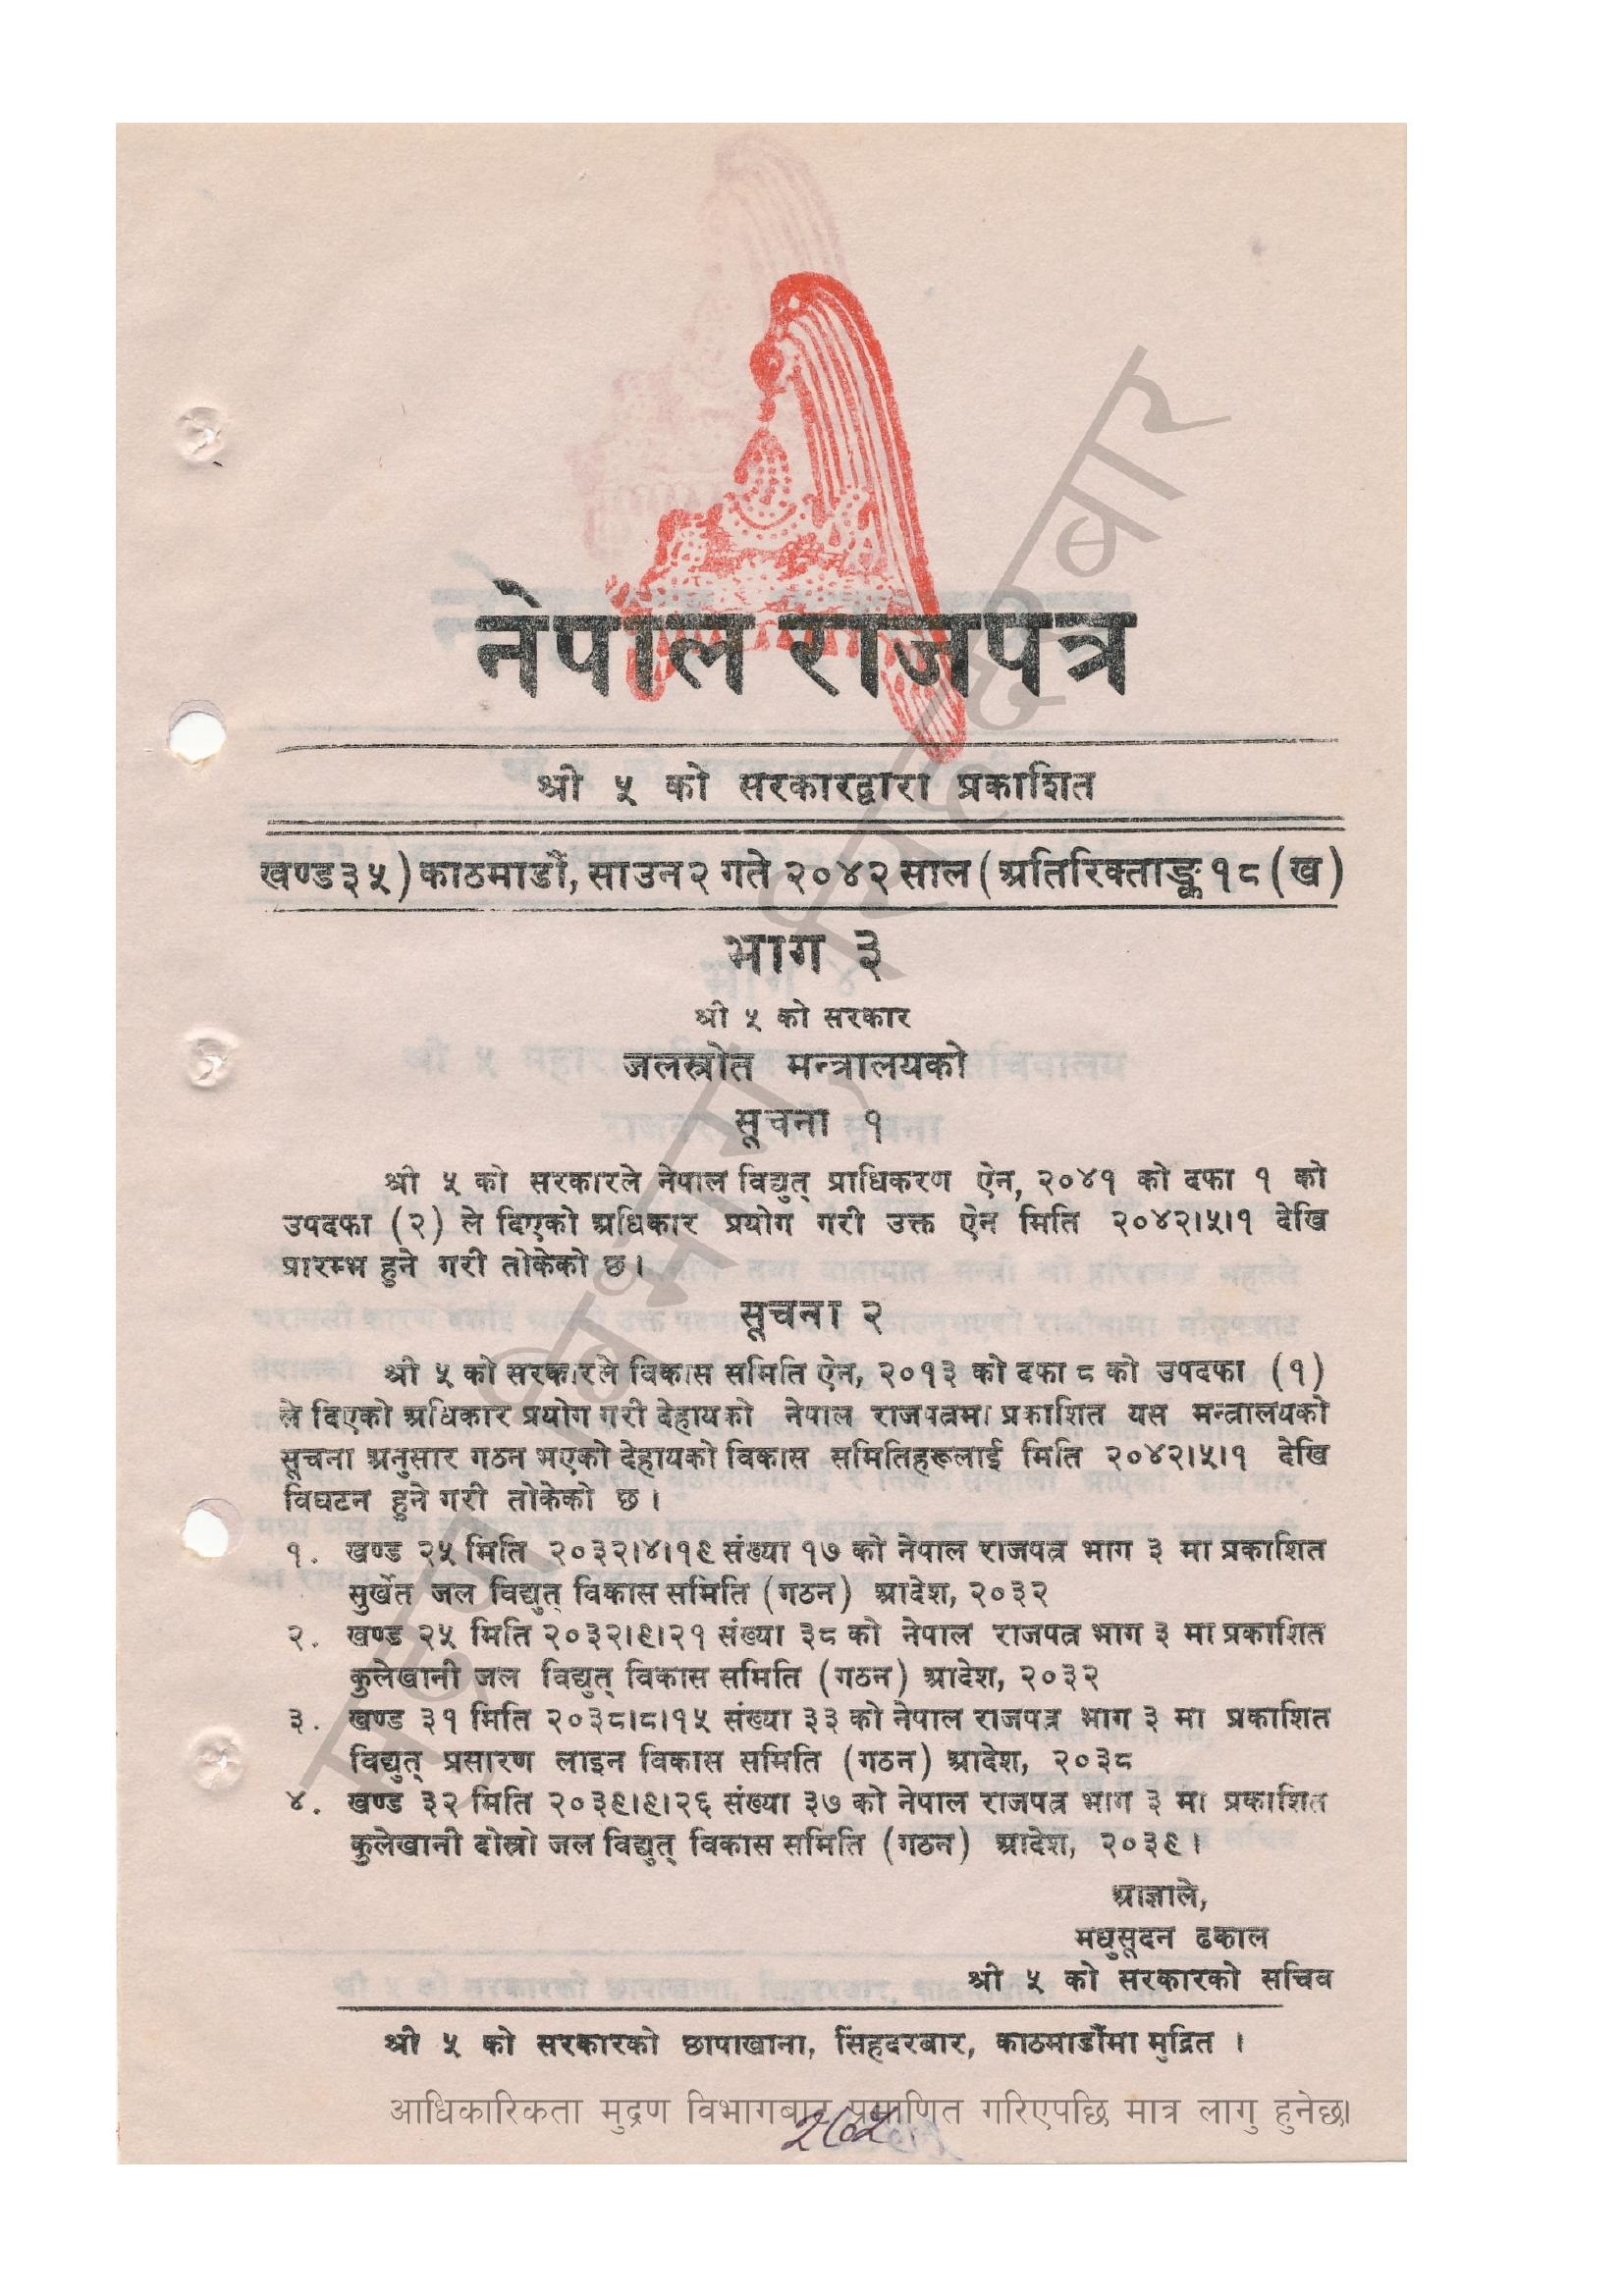 नेपाल राजपत्र
श्री ५ को सरकारद्वारा प्रकाशित
खण्ड ३५) काठमाडौं, साउन २ गते २०४२ साल (अतिरिक्ताङ्क १८ (ख)
भाग ३
श्री ५ को सरकार
जलस्रोत मन्त्रालयको
सूचना १
श्री ५ को सरकारले नेपाल विद्युत् प्राधिकरण ऐन, २०४१ को दफा १ को
उपदफा (२) ले दिएको अधिकार प्रयोग गरी उक्त ऐन मिति २०४२।५।१ देखि
प्रारम्भ हुने गरी तोकेको छ।
सूचना २
श्री ५ को सरकारले विकास समिति ऐन, २०१३ को दफा ८ को उपदफा (१)
ले दिएको अधिकार प्रयोग गरी देहायको नेपाल राजपत्रमा प्रकाशित यस मन्त्रालयको
सूचना अनुसार गठन भएको देहायको विकास समितिहरूलाई मिति २०४२।५।१ देखि
विघटन हुने गरी तोकेको छ।
१. खण्ड २५ मिति २०३२।४।१९ संख्या १७ को नेपाल राजपत्र भाग ३ मा प्रकाशित
सुर्खेत जल विद्युत् विकास समिति (गठन) आदेश, २०३२
२. खण्ड २५ मिति २०३२।९।२१ संख्या ३८ को नेपाल राजपत्र भाग ३ मा प्रकाशित
कुलेखानी जल विद्युत् विकास समिति (गठन) आदेश, २०३२
३. खण्ड ३१ मिति २०३८।८।१५ संख्या ३३ को नेपाल राजपत्र भाग ३ मा प्रकाशित
विद्युत् प्रसारण लाइन विकास समिति (गठन) आदेश, २०३८
४. खण्ड ३२ मिति २०३९।९।२६ संख्या ३७ को नेपाल राजपत्र भाग ३ मा प्रकाशित
कुलेखानी दोस्रो जल विद्युत् विकास समिति (गठन) आदेश, २०३९।
आज्ञाले,
मधुसूदन ढकाल
श्री ५ को सरकारको सचिव
श्री ५ को सरकारको छापाखाना, सिंहदरबार, काठमाडौंमा मुद्रित।
आधिकारिकता मुद्रण विभागबाट प्रमाणित गरिएपछि मात्र लागु हुनेछ।